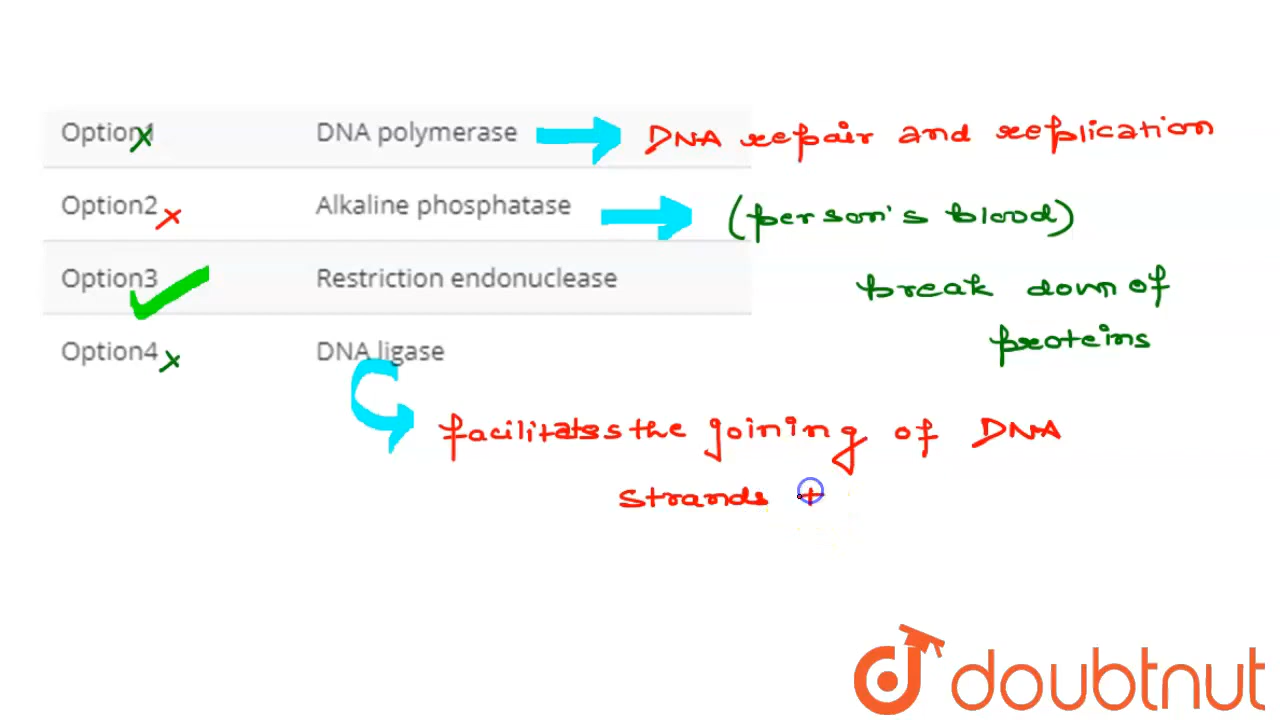 Option1 DNA polymerase DNA repair and replication
Option2 Alkaline phosphatase (person's blood)
Option3 Restriction endonuclease break down of
proteins
Option4 DNA ligase
facilitates the joining of DNA
strands t
doubtnut